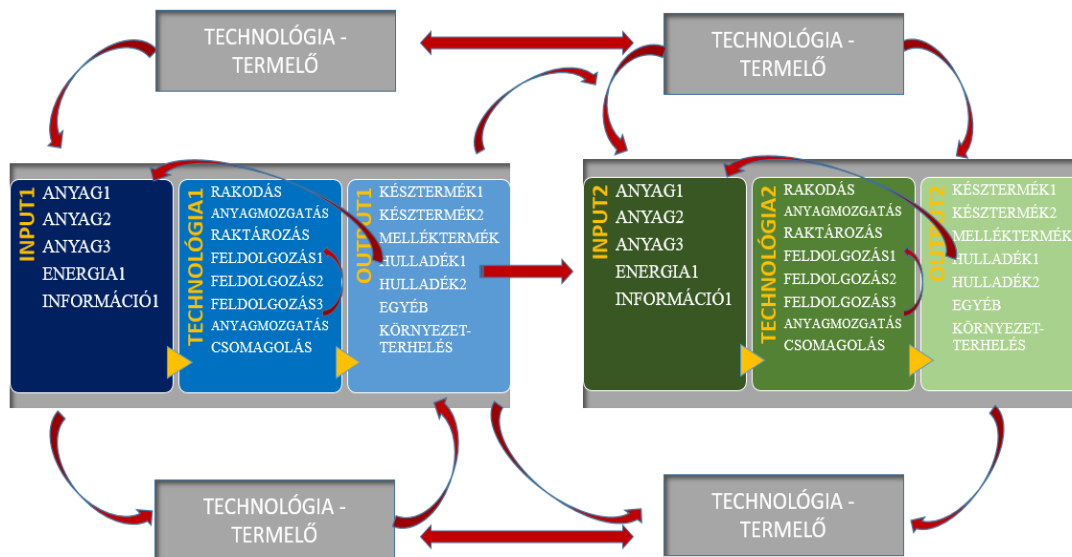 TECHNOLÓGIA -
TERMELŐ
TECHNOLÓGIA -
TERMELŐ
INPUT1
ANYAG1
ANYAG2
ANYAG3
ENERGIA1
INFORMÁCIÓ1
TECHNOLÓGIA1
RAKODÁS
ANYAGMOZGATÁS
RAKTÁROZÁS
FELDOLGOZÁS1
FELDOLGOZÁS2
FELDOLGOZÁS3
ANYAGMOZGATÁS
CSOMAGOLÁS
OUTPUT1
KÉSZTERMÉK1
KÉSZTERMÉK2
MELLÉKTERMÉK
HULLADÉK1
HULLADÉK2
EGYÉB
KÖRNYEZET-
TERHELÉS
INPUT2
ANYAG1
ANYAG2
ANYAG3
ENERGIA1
INFORMÁCIÓ1
TECHNOLÓGIA2
RAKODÁS
ANYAGMOZGATÁS
RAKTÁROZÁS
FELDOLGOZÁS1
FELDOLGOZÁS2
FELDOLGOZÁS3
ANYAGMOZGATÁS
CSOMAGOLÁS
OUTPUT2
KÉSZTERMÉK1
KÉSZTERMÉK2
MELLÉKTERMÉK
HULLADÉK1
HULLADÉK2
EGYÉB
KÖRNYEZET-
TERHELÉS
TECHNOLÓGIA -
TERMELŐ
TECHNOLÓGIA -
TERMELŐ